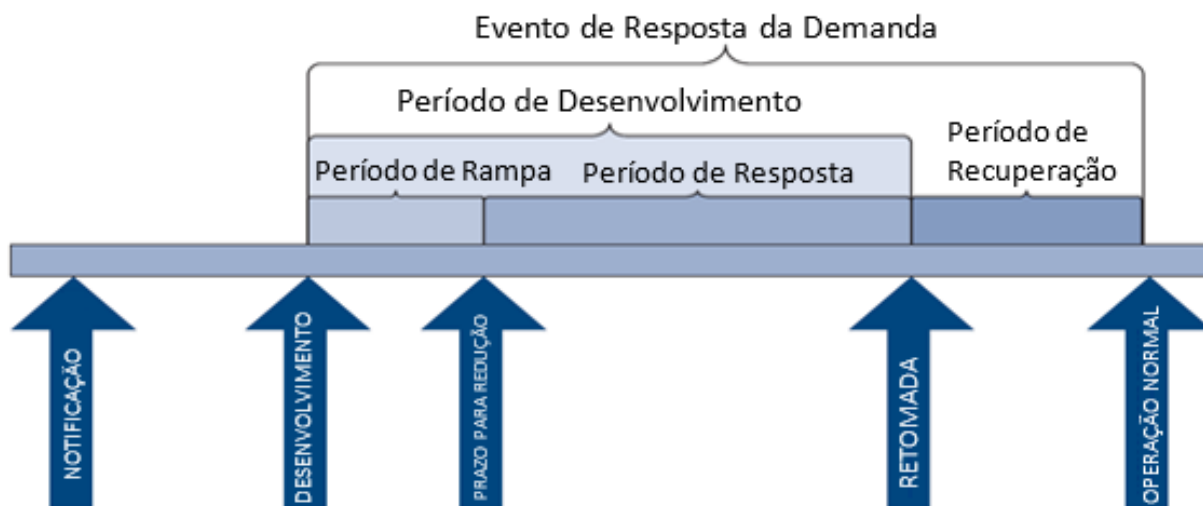 Evento de Resposta da Demanda
Período de Desenvolvimento
Período de
Recuperação
Período de Rampa
Período de Resposta
NOTIFICAÇÃO
DESENVOLVIMENTO
PRAZO PARA REDUÇÃO
RETOMADA
OPERAÇÃO NORMAL